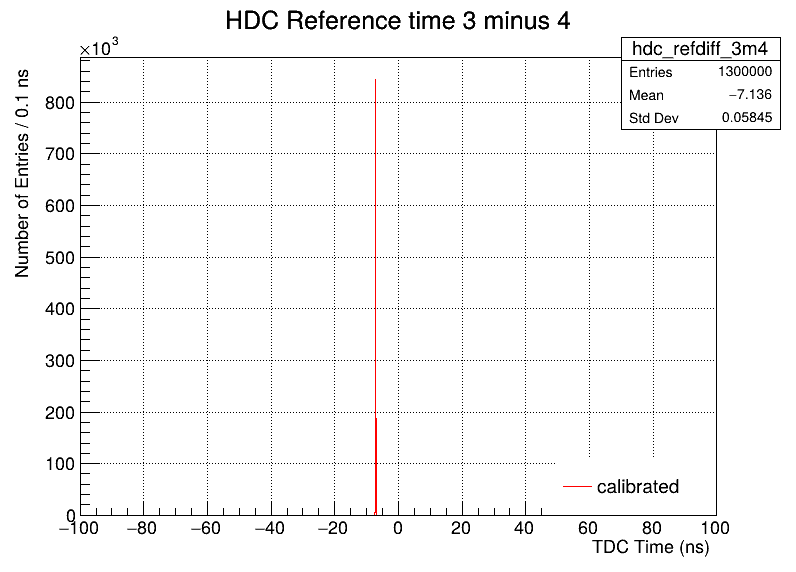 HDC Reference time 3 minus 4
×10³
hdc_refdiff_3m4
Entries 1300000
Mean −7.136
Std Dev 0.05845
Number of Entries / 0.1 ns
800
700
600
500
400
300
200
100
0
−100 −80 −60 −40 −20 0 20 40 60 80 100
calibrated
TDC Time (ns)